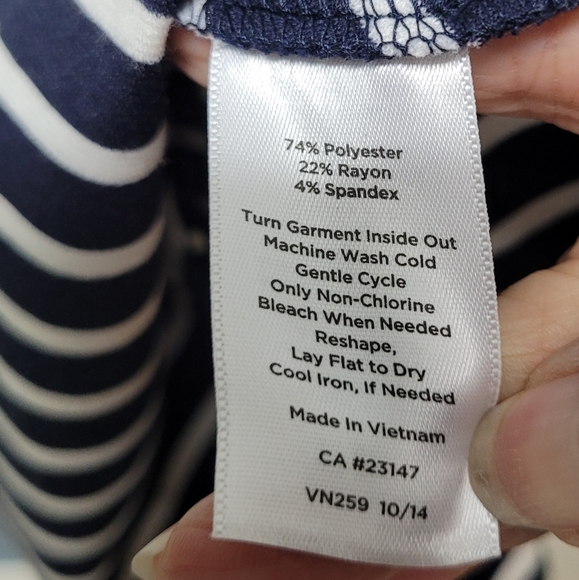 74% Polyester
22% Rayon
4% Spandex
Turn Garment Inside Out
Machine Wash Cold
Gentle Cycle
Only Non-Chlorine
Bleach When Needed
Reshape,
Lay Flat to Dry
Cool Iron, If Needed
Made In Vietnam
CA #23147
VN259 10/14